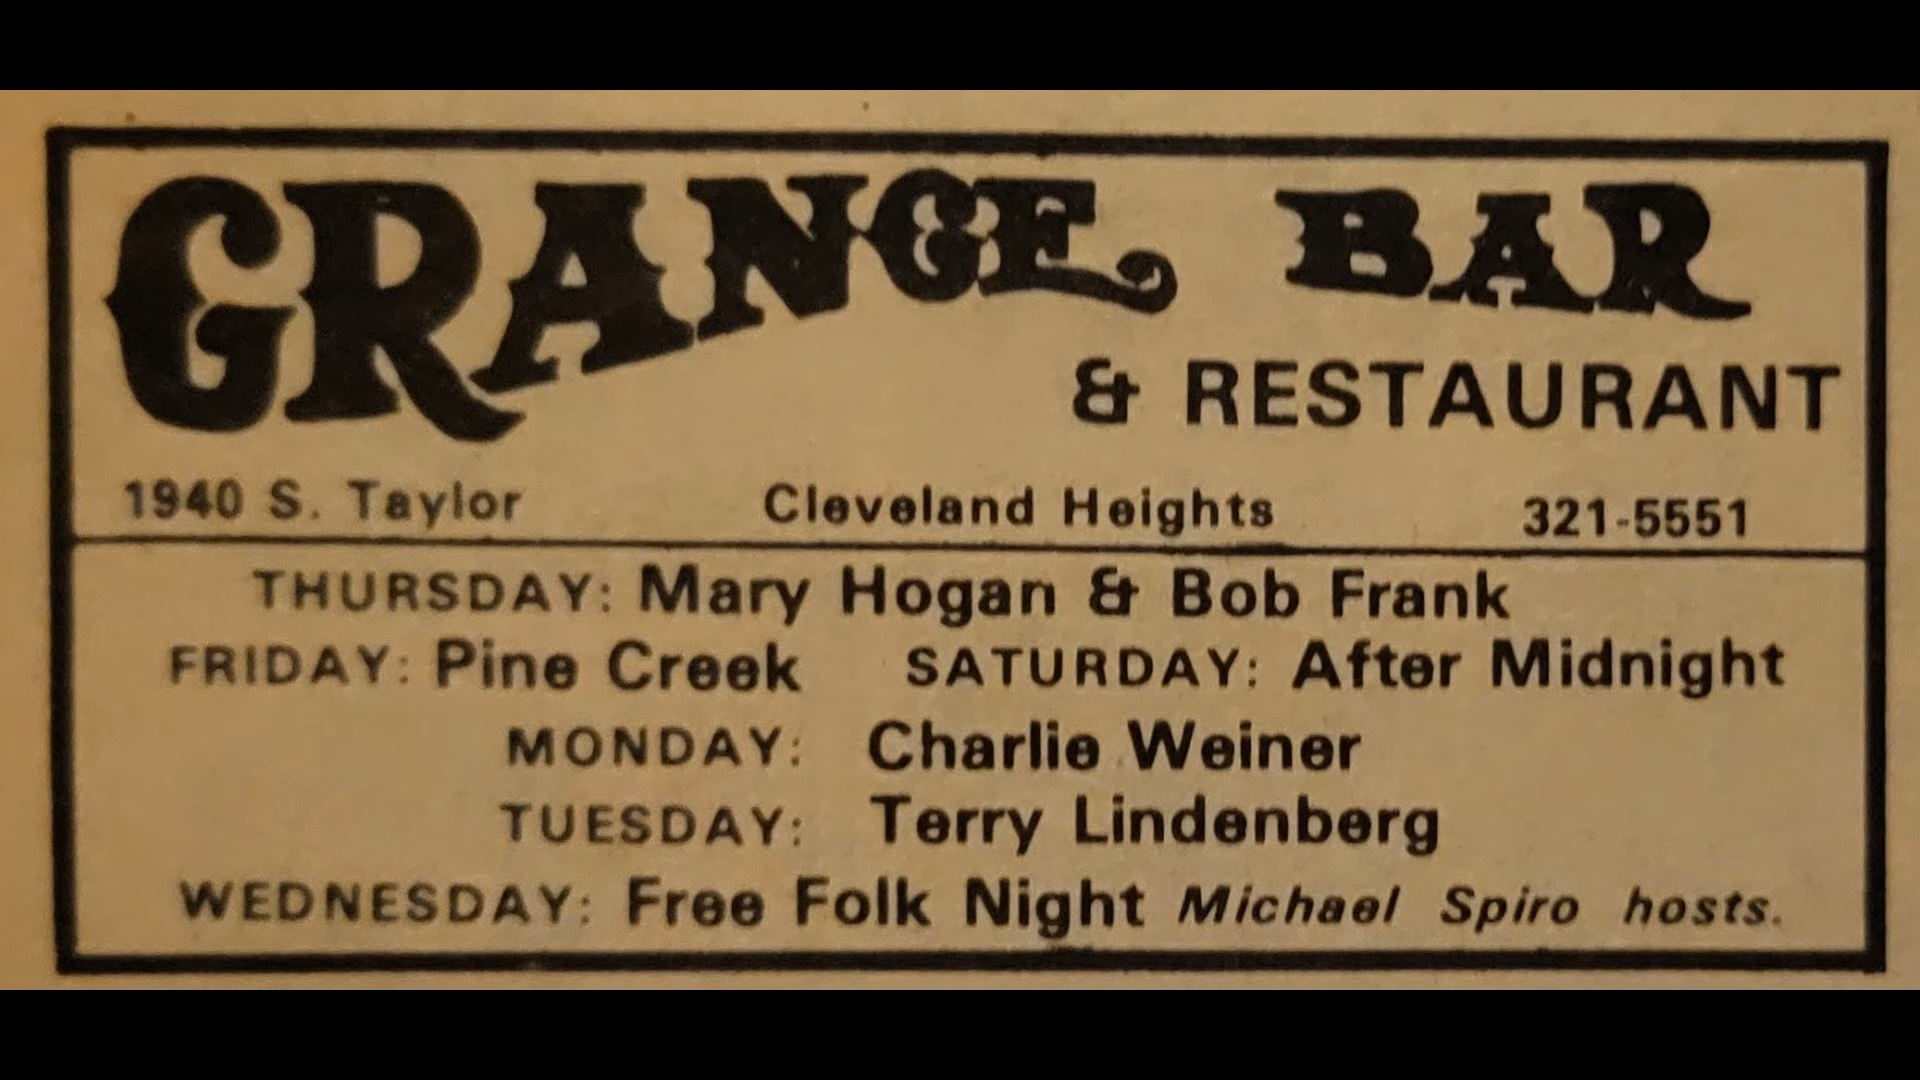 GRANGE BAR
& RESTAURANT
1940 S. Taylor Cleveland Heights 321-5551
THURSDAY: Mary Hogan & Bob Frank
FRIDAY: Pine Creek SATURDAY: After Midnight
MONDAY: Charlie Weiner
TUESDAY: Terry Lindenberg
WEDNESDAY: Free Folk Night Michael Spiro hosts.